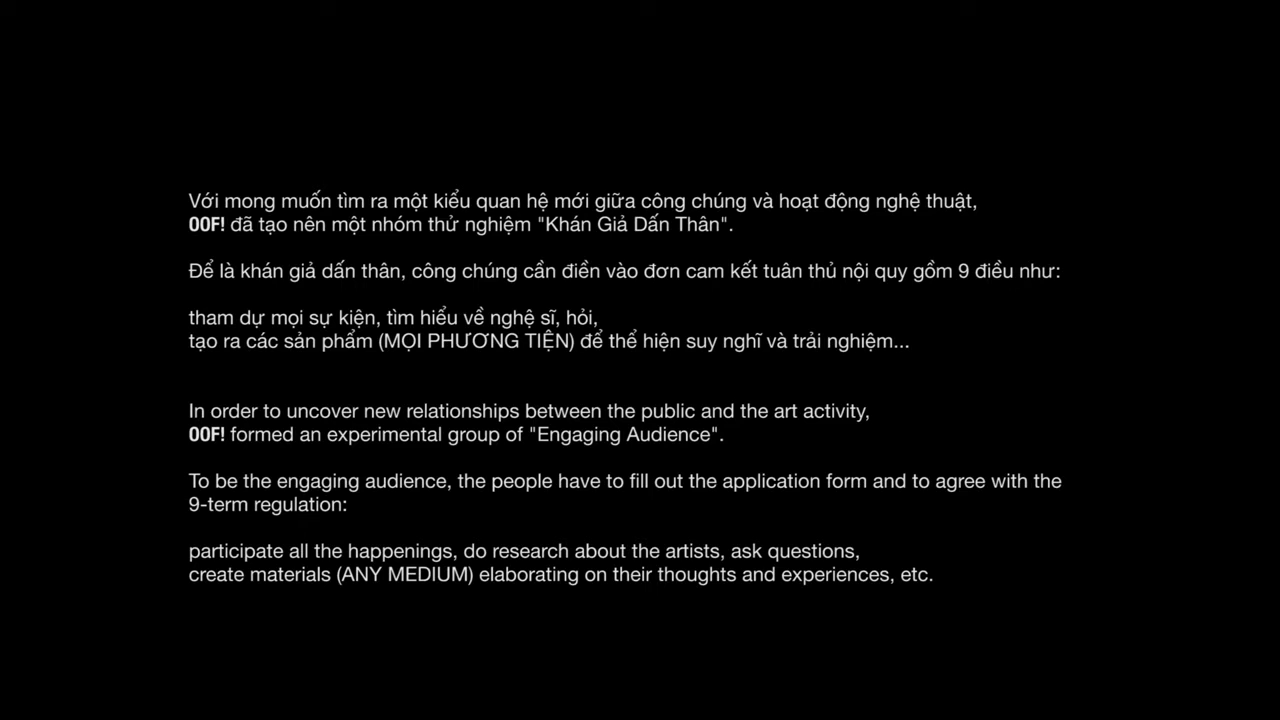 Với mong muốn tìm ra một kiểu quan hệ mới giữa công chúng và hoạt động nghệ thuật,
00F! đã tạo nên một nhóm thử nghiệm "Khán Giả Dấn Thân".
Để là khán giả dấn thân, công chúng cần điền vào đơn cam kết tuân thủ nội quy gồm 9 điều như:
tham dự mọi sự kiện, tìm hiểu về nghệ sĩ, hỏi,
tạo ra các sản phẩm (MỌI PHƯƠNG TIỆN) để thể hiện suy nghĩ và trải nghiệm...
In order to uncover new relationships between the public and the art activity,
00F! formed an experimental group of "Engaging Audience".
To be the engaging audience, the people have to fill out the application form and to agree with the
9-term regulation:
participate all the happenings, do research about the artists, ask questions,
create materials (ANY MEDIUM) elaborating on their thoughts and experiences, etc.